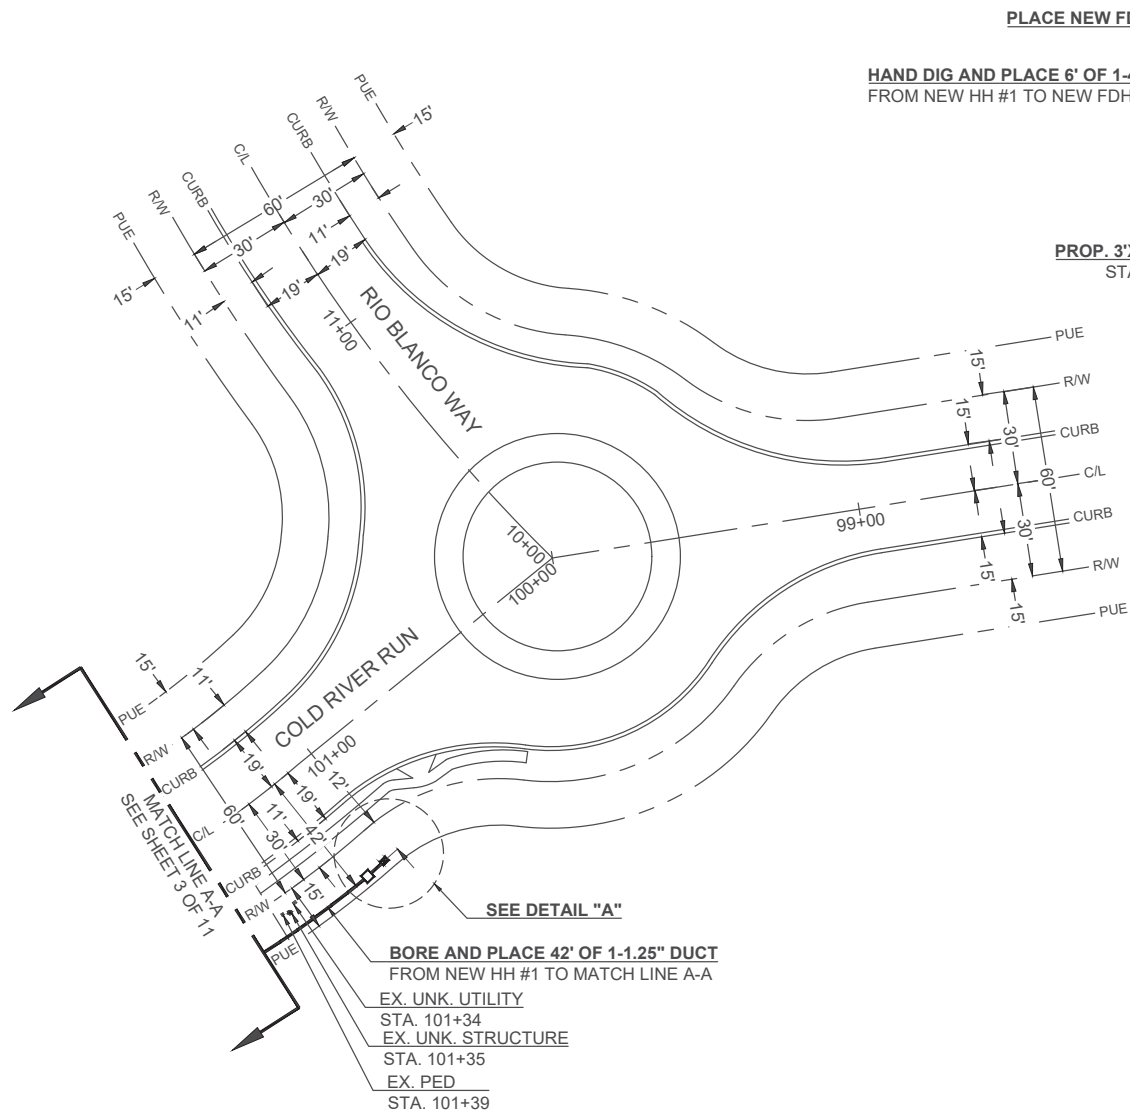 PLACE NEW F
HAND DIG AND PLACE 6' OF 1-
FROM NEW HH #1 TO NEW FDH
PUE
R/W
CURB
C/L
CURB
R/W
PUE
15'
60'
30'
30'
11'
19'
19'
11'
15'
11+00
RIO BLANCO WAY
PROP. 3'
STA
PUE
R/W
CURB
C/L
CURB
R/W
PUE
15'
15'
30'
60'
30'
15'
15'
99+00
10+00
100+00
COLD RIVER RUN
101+00
15'
11'
PUE
R/W
CURB
C/L
CURB
R/W
PUE
19'
19'
12'
60'
11'
30'
42'
15'
MATCH LINE A-A
SEE SHEET 3 OF 11
SEE DETAIL "A"
BORE AND PLACE 42' OF 1-1.25" DUCT
FROM NEW HH #1 TO MATCH LINE A-A
EX. UNK. UTILITY
STA. 101+34
EX. UNK. STRUCTURE
STA. 101+35
EX. PED
STA. 101+39